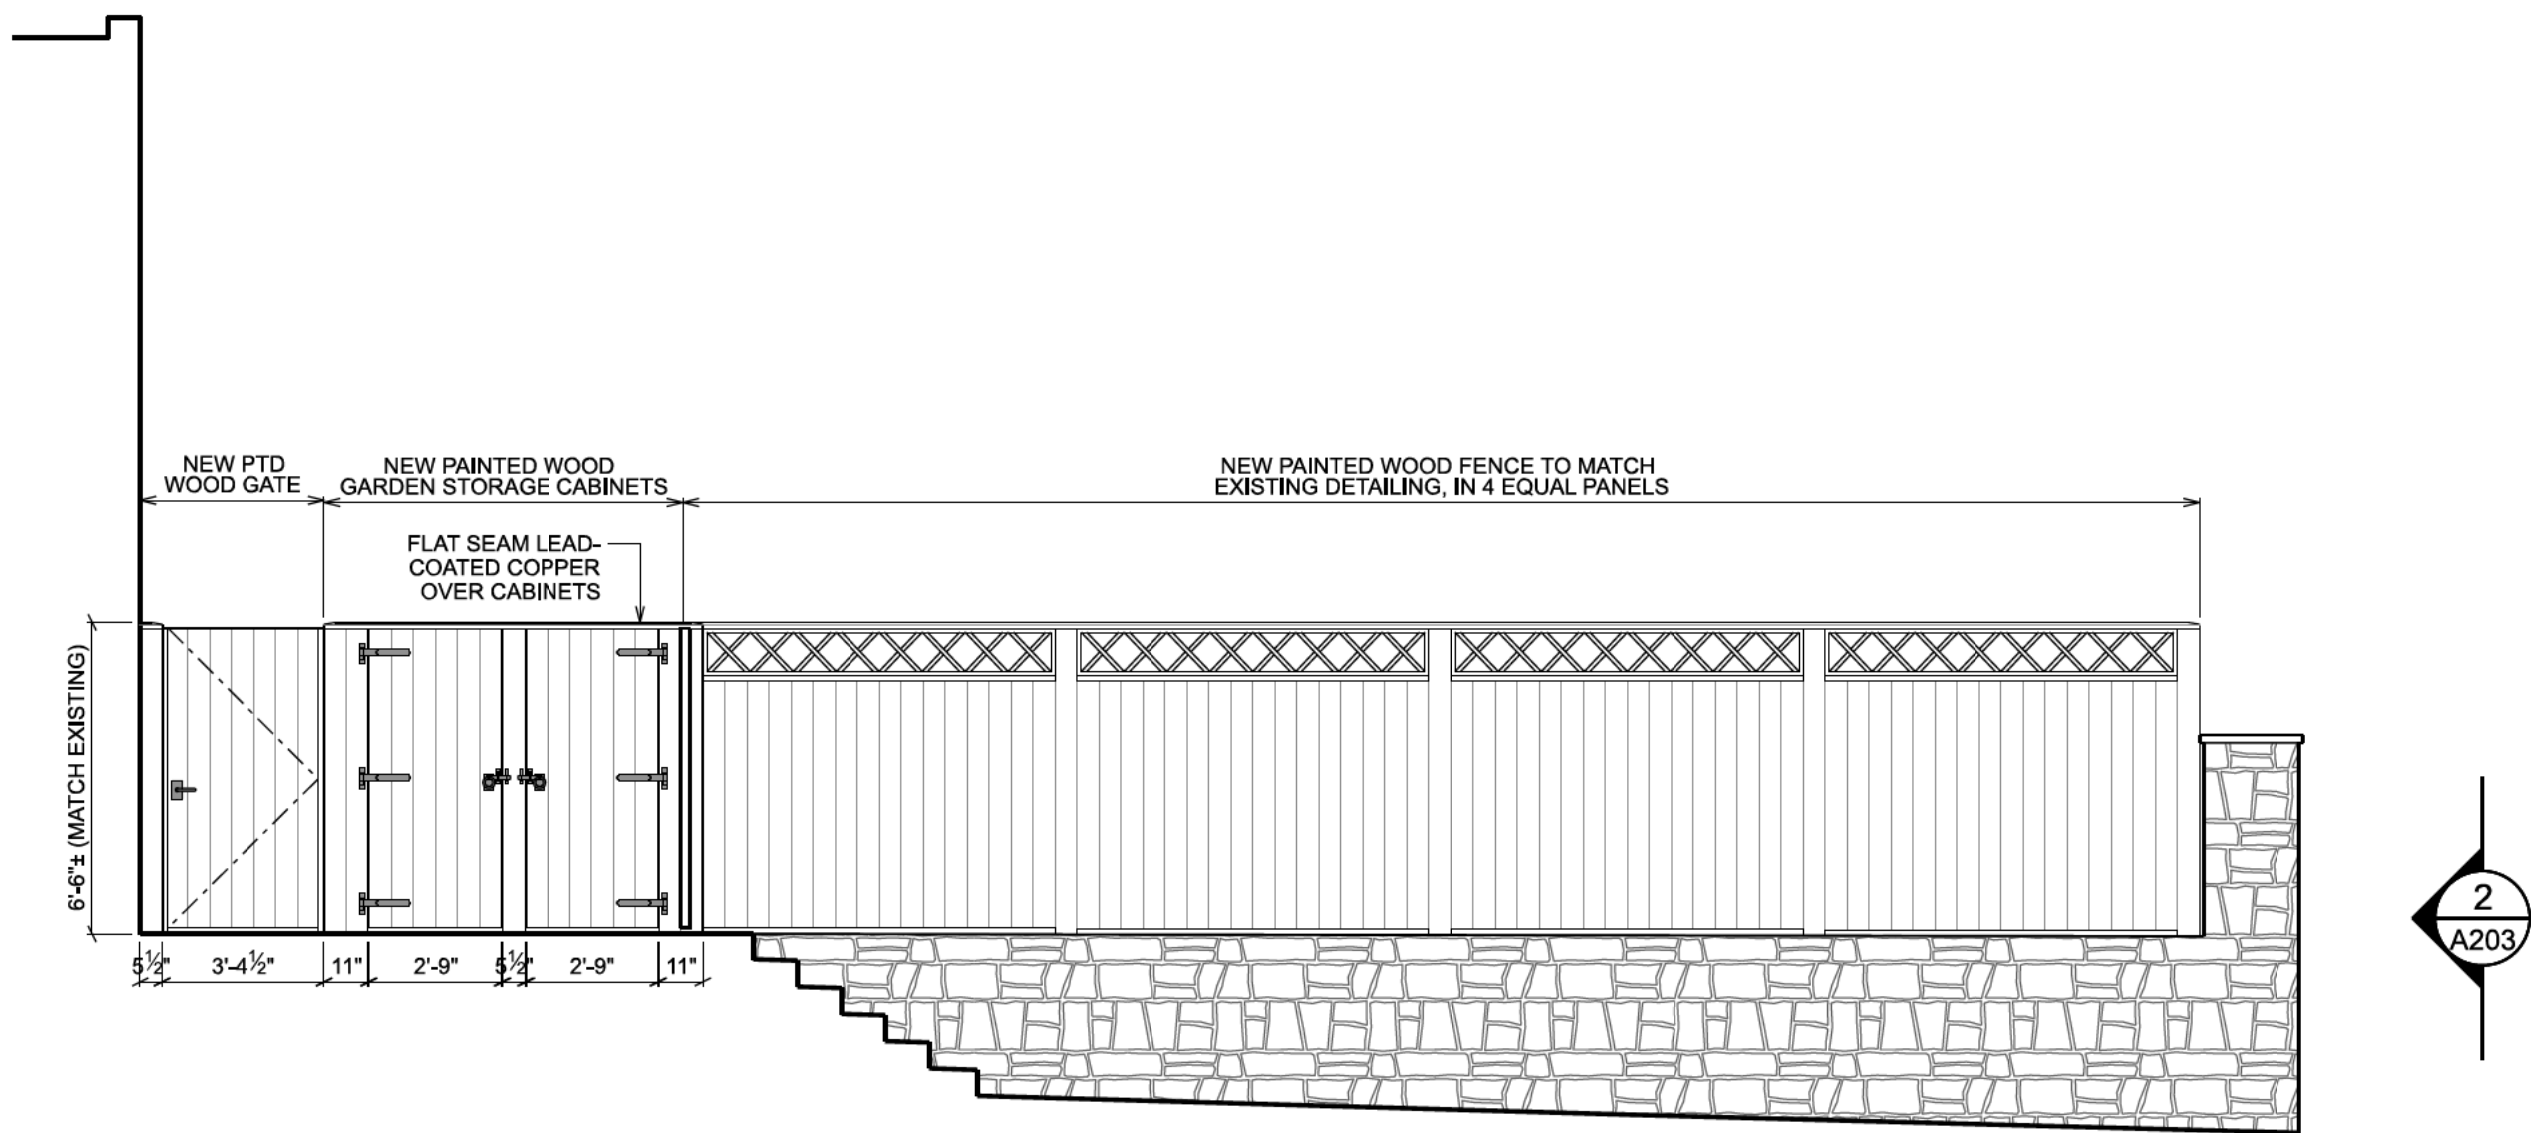 NEW PTD
WOOD GATE
NEW PAINTED WOOD
GARDEN STORAGE CABINETS
NEW PAINTED WOOD FENCE TO MATCH
EXISTING DETAILING, IN 4 EQUAL PANELS
FLAT SEAM LEAD-
COATED COPPER
OVER CABINETS
6'-6"± (MATCH EXISTING)
5½" 3'-4½" 11" 2'-9" 5½" 2'-9" 11"
2
A203